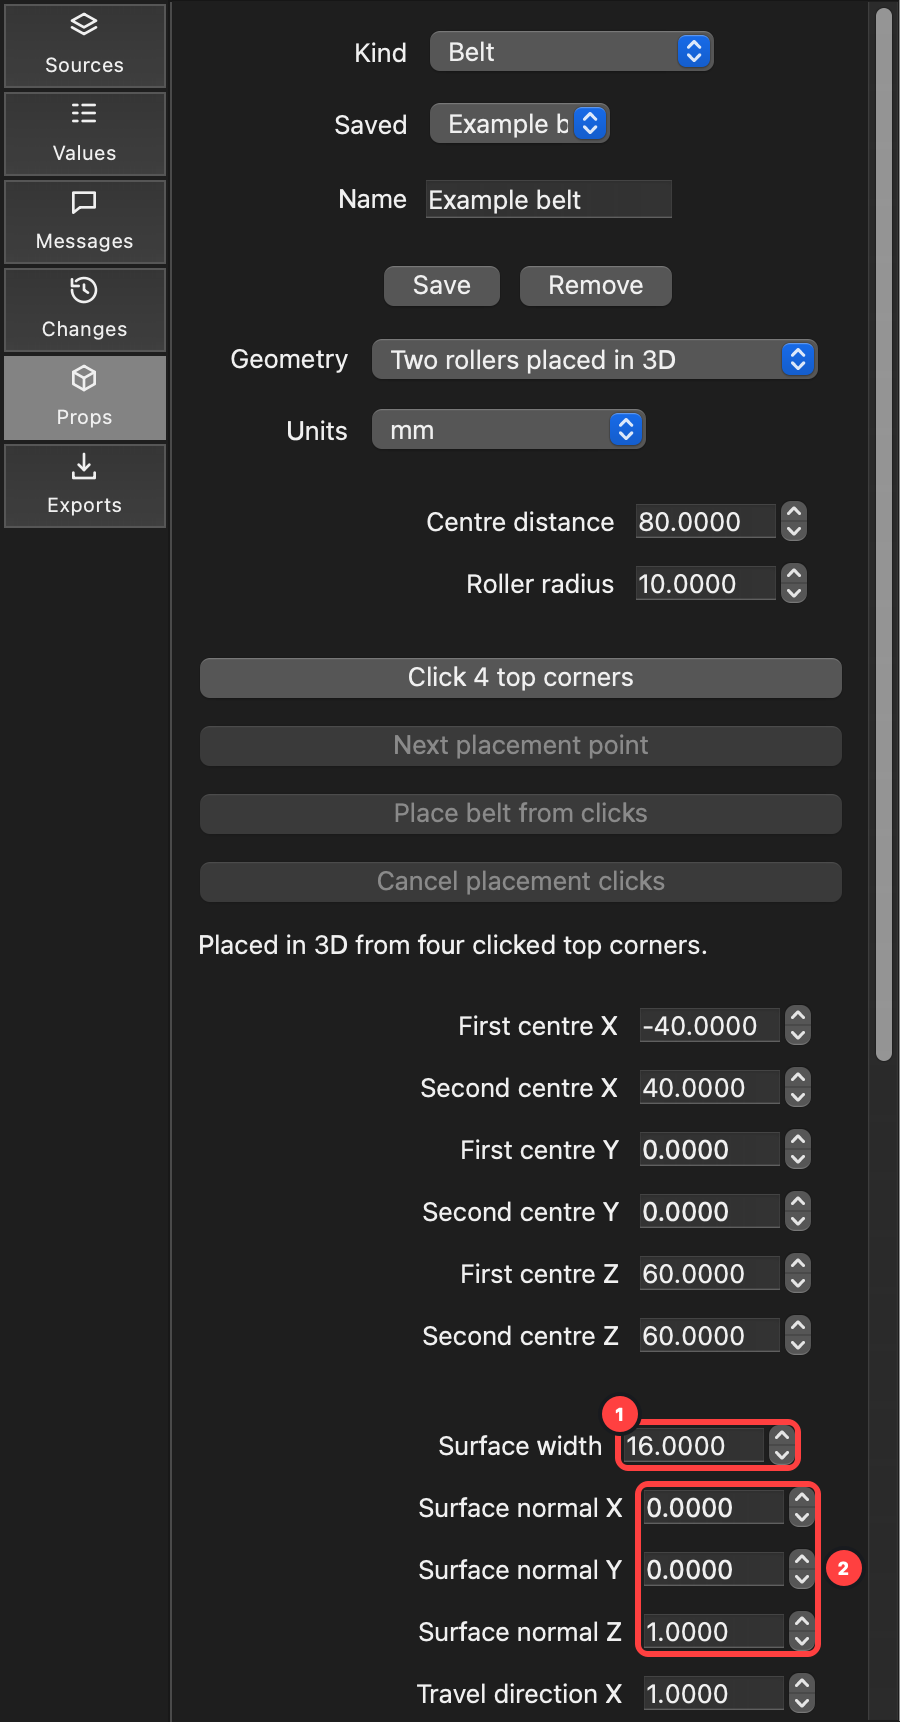 Sources
Values
Messages
Changes
Props
Exports
Kind Belt
Saved Example b
Name Example belt
Save Remove
Geometry Two rollers placed in 3D
Units mm
Centre distance 80.0000
Roller radius 10.0000
Click 4 top corners
Next placement point
Place belt from clicks
Cancel placement clicks
Placed in 3D from four clicked top corners.
First centre X -40.0000
Second centre X 40.0000
First centre Y 0.0000
Second centre Y 0.0000
First centre Z 60.0000
Second centre Z 60.0000
1
Surface width 16.0000
Surface normal X 0.0000
Surface normal Y 0.0000
2
Surface normal Z 1.0000
Travel direction X 1.0000